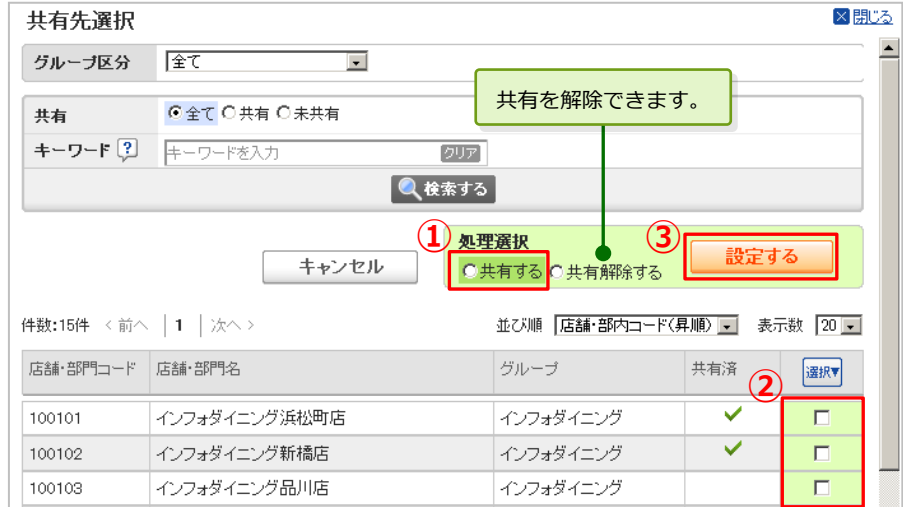 共有先選択
閉じる
グループ区分 全て
共有を解除できます。
共有 全て 共有 未共有
キーワード ? キーワードを入力 クリア
検索する
① 処理選択 ③
キャンセル 共有する 共有解除する 設定する
件数:15件 <前へ | 1 | 次へ> 並び順 店舗・部内コード(昇順) 表示数 20
店舗・部門コード 店舗・部門名 グループ 共有済 ② 選択▼
100101 インフォダイニング浜松町店 インフォダイニング
100102 インフォダイニング新橋店 インフォダイニング
100103 インフォダイニング品川店 インフォダイニング